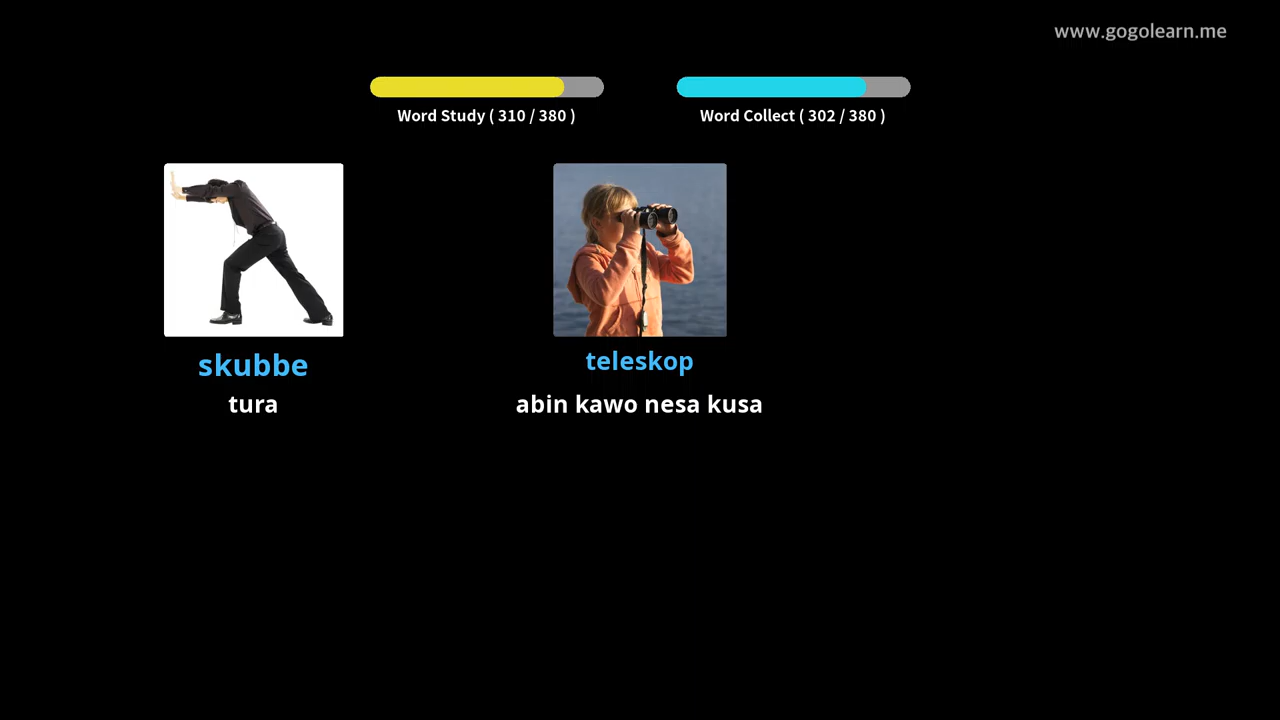 www.gogolearn.me
Word Study ( 310 / 380 )
Word Collect ( 302 / 380 )
skubbe
tura
teleskop
abin kawo nesa kusa